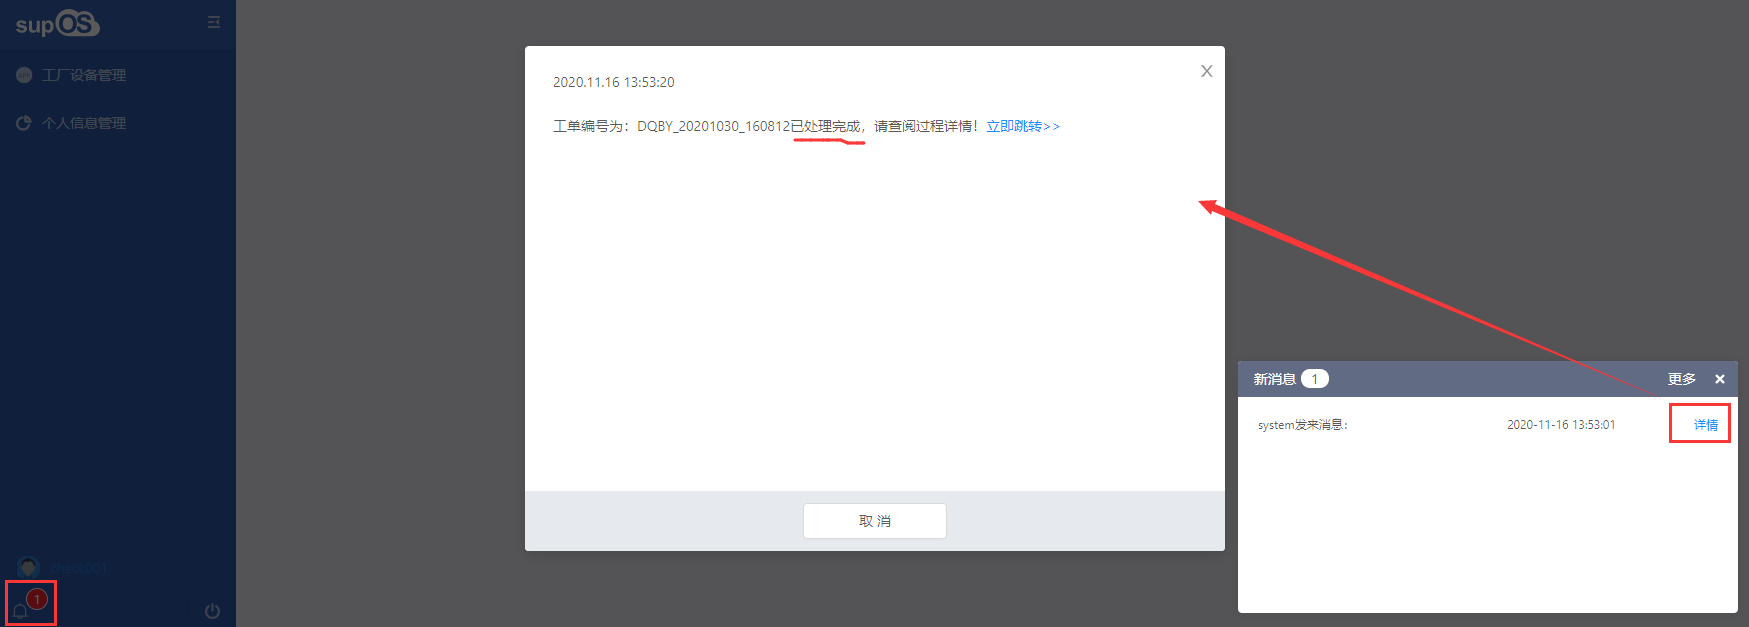 supOS
工厂设备管理
个人信息管理
check001
1
2020.11.16 13:53:20
X
工单编号为：DQBY_20201030_160812已处理完成，请查阅过程详情！立即跳转>>
取 消
新消息 1 更多 ×
system发来消息： 2020-11-16 13:53:01 详情